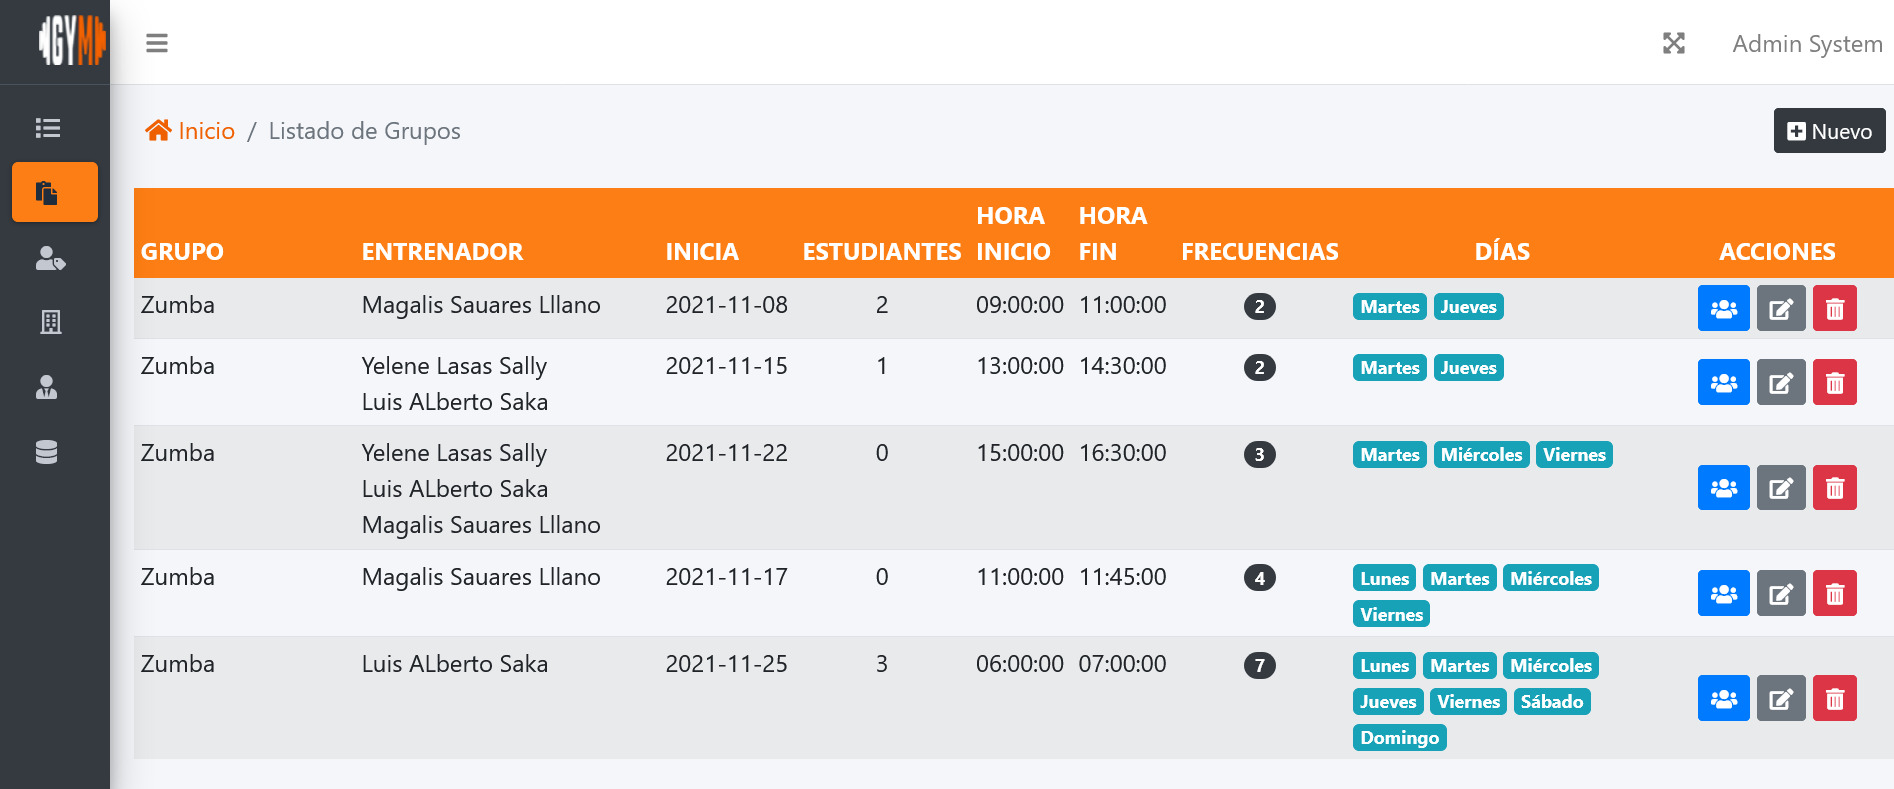 GYM
Admin System
Inicio / Listado de Grupos
Nuevo
GRUPO ENTRENADOR INICIA ESTUDIANTES HORA INICIO HORA FIN FRECUENCIAS DÍAS ACCIONES
Zumba Magalis Sauares Lllano 2021-11-08 2 09:00:00 11:00:00 2 Martes Jueves
Zumba Yelene Lasas Sally 2021-11-15 1 13:00:00 14:30:00 2 Martes Jueves
Luis ALberto Saka
Zumba Yelene Lasas Sally 2021-11-22 0 15:00:00 16:30:00 3 Martes Miércoles Viernes
Luis ALberto Saka
Magalis Sauares Lllano
Zumba Magalis Sauares Lllano 2021-11-17 0 11:00:00 11:45:00 4 Lunes Martes Miércoles
Viernes
Zumba Luis ALberto Saka 2021-11-25 3 06:00:00 07:00:00 7 Lunes Martes Miércoles
Jueves Viernes Sábado
Domingo